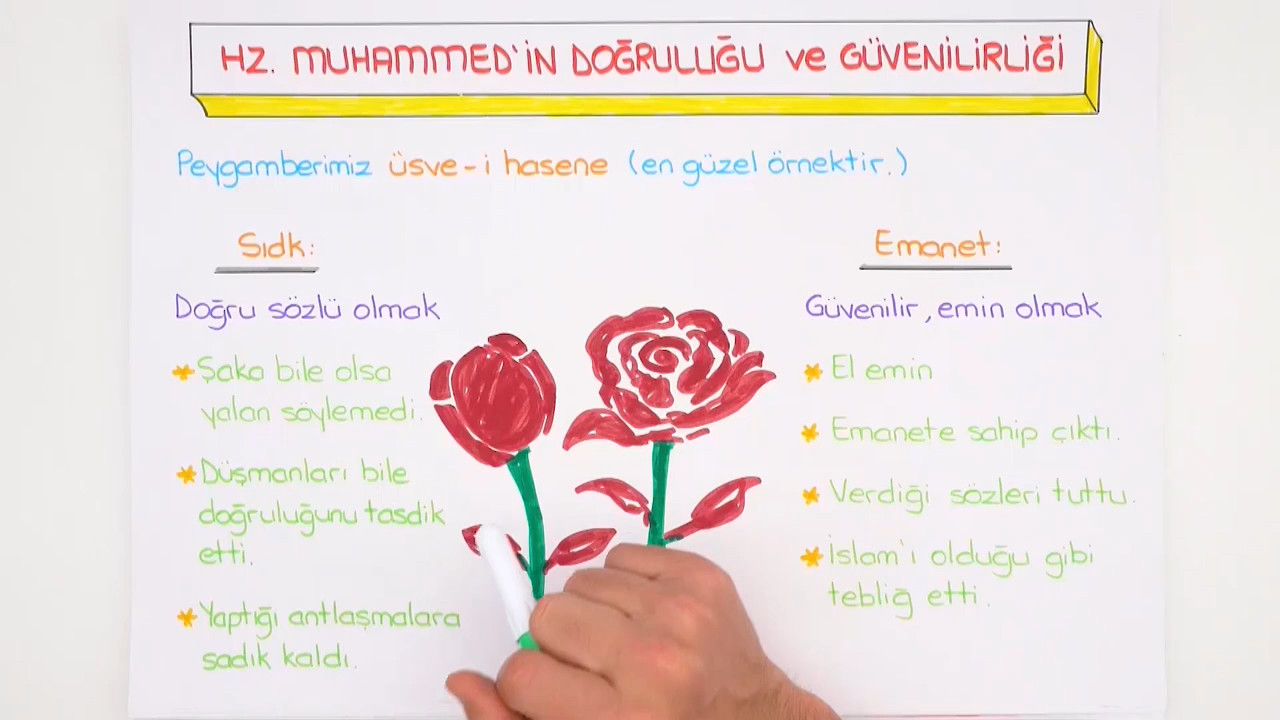 HZ. MUHAMMED'İN DOĞRULUĞU ve GÜVENİLİRLİĞİ
Peygamberimiz üsve-i hasene (en güzel örnektir.)
Sıdk:
Doğru sözlü olmak
* Şaka bile olsa
yalan söylemedi.
* Düşmanları bile
doğruluğunu tasdik
etti.
* Yaptığı antlaşmalara
sadık kaldı.
Emanet:
Güvenilir, emin olmak
* El emin
* Emanete sahip çıktı.
* Verdiği sözleri tuttu.
* İslam'ı olduğu gibi
tebliğ etti.